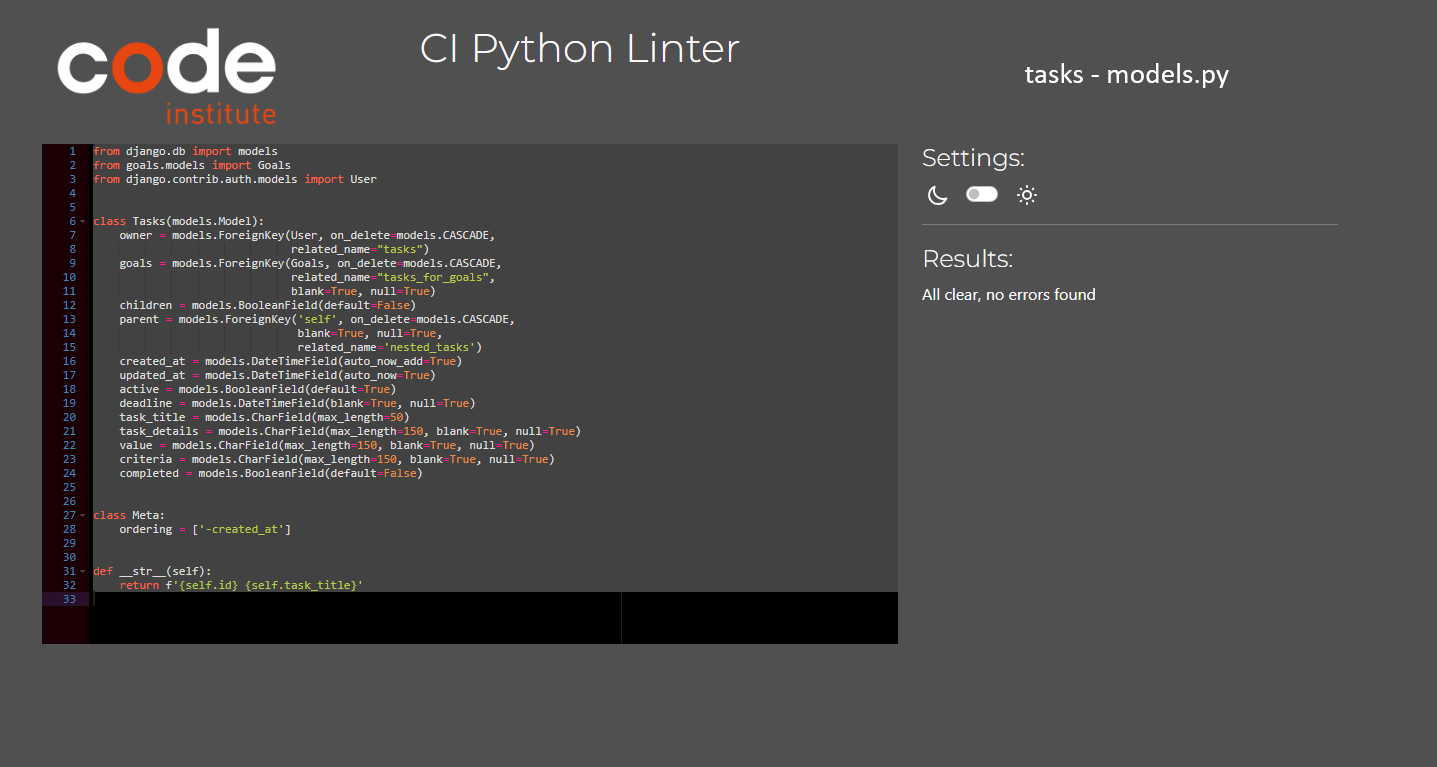 code
institute
CI Python Linter
tasks - models.py
1 from django.db import models
2 from goals.models import Goals
3 from django.contrib.auth.models import User
4
5
6 class Tasks(models.Model):
7     owner = models.ForeignKey(User, on_delete=models.CASCADE,
8                               related_name="tasks")
9     goals = models.ForeignKey(Goals, on_delete=models.CASCADE,
10                               related_name="tasks_for_goals",
11                               blank=True, null=True)
12     children = models.BooleanField(default=False)
13     parent = models.ForeignKey('self', on_delete=models.CASCADE,
14                                blank=True, null=True,
15                                related_name='nested_tasks')
16     created_at = models.DateTimeField(auto_now_add=True)
17     updated_at = models.DateTimeField(auto_now=True)
18     active = models.BooleanField(default=True)
19     deadline = models.DateTimeField(blank=True, null=True)
20     task_title = models.CharField(max_length=50)
21     task_details = models.CharField(max_length=150, blank=True, null=True)
22     value = models.CharField(max_length=150, blank=True, null=True)
23     criteria = models.CharField(max_length=150, blank=True, null=True)
24     completed = models.BooleanField(default=False)
25
26
27 class Meta:
28     ordering = ['-created_at']
29
30
31 def __str__(self):
32     return f'{self.id} {self.task_title}'
33
Settings:
Results:
All clear, no errors found